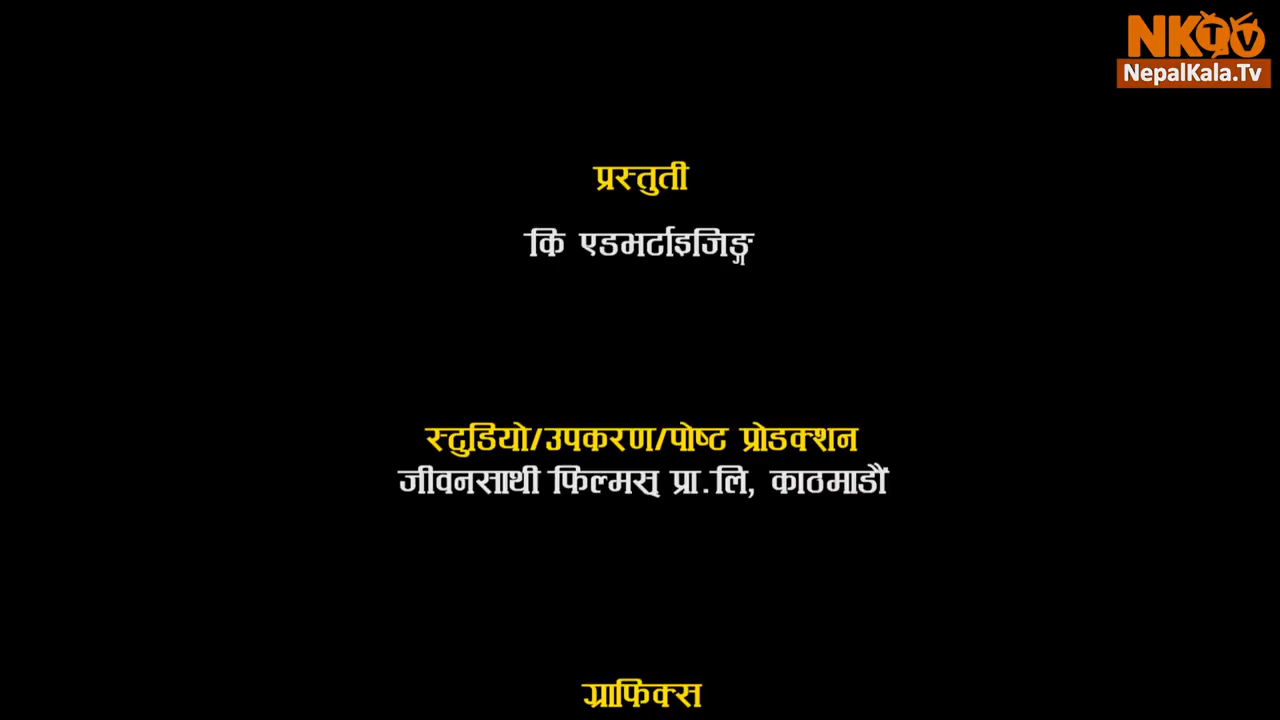 NKTV
NepalKala.Tv
प्रस्तुती
कि एडभर्टाइजिङ्ग
स्टुडियो/उपकरण/पोष्ट प्रोडक्शन
जीवनसाथी फिल्मस् प्रा.लि, काठमाडौं
ग्राफिक्स